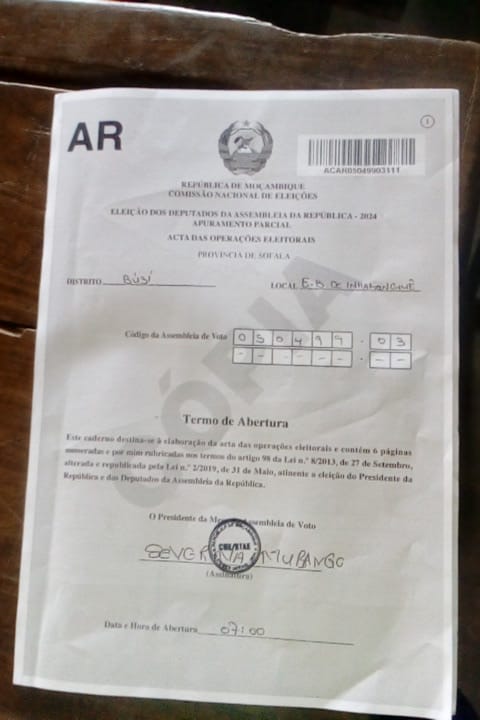 AR
1
ACAR05049903111
REPÚBLICA DE MOÇAMBIQUE
COMISSÃO NACIONAL DE ELEIÇÕES
ELEIÇÃO DOS DEPUTADOS DA ASSEMBLEIA DA REPÚBLICA - 2024
APURAMENTO PARCIAL
ACTA DAS OPERAÇÕES ELEITORAIS
PROVÍNCIA DE SOFALA
DISTRITO BÚSI LOCAL E.B DE
Código da Assembleia de Voto 0 5 0 4 9 9 - 0 3
- - - - - - - - -
CÓPIA
Termo de Abertura
Este caderno destina-se à elaboração da acta das operações eleitorais e contém 6 páginas
numeradas e por mim rubricadas nos termos do artigo 98 da Lei n.º 8/2013, de 27 de Setembro,
alterada e republicada pela Lei n.º 2/2019, de 31 de Maio, atinente a eleição do Presidente da
República e dos Deputados da Assembleia da República.
O Presidente da Mesa Assembleia de Voto
CNE/STAE
MUBANGO
(Assinatura)
Data e Hora de Abertura 07:00